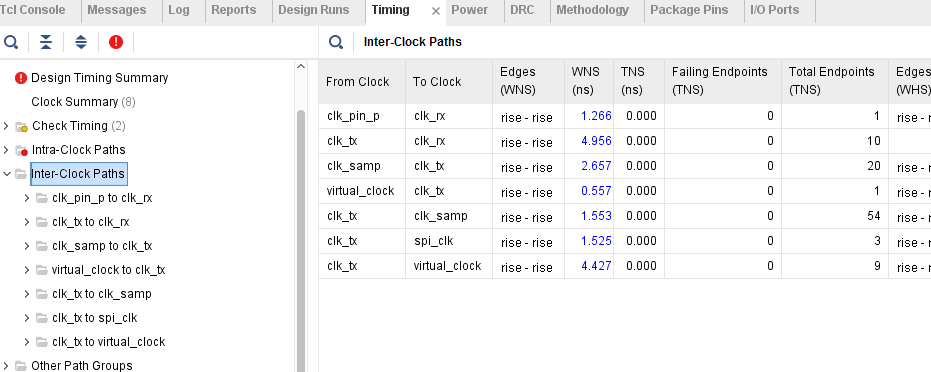 Tcl Console Messages Log Reports Design Runs Timing × Power DRC Methodology Package Pins I/O Ports
Inter-Clock Paths
Design Timing Summary
Clock Summary (8)
Check Timing (2)
Intra-Clock Paths
Inter-Clock Paths
clk_pin_p to clk_rx
clk_tx to clk_rx
clk_samp to clk_tx
virtual_clock to clk_tx
clk_tx to clk_samp
clk_tx to spi_clk
clk_tx to virtual_clock
Other Path Groups
From Clock To Clock Edges (WNS) WNS (ns) TNS (ns) Failing Endpoints (TNS) Total Endpoints (TNS) Edges (WHS)
clk_pin_p clk_rx rise - rise 1.266 0.000 0 1 rise - r
clk_tx clk_rx rise - rise 4.956 0.000 0 10
clk_samp clk_tx rise - rise 2.657 0.000 0 20 rise - r
virtual_clock clk_tx rise - rise 0.557 0.000 0 1 rise - r
clk_tx clk_samp rise - rise 1.553 0.000 0 54 rise - r
clk_tx spi_clk rise - rise 1.525 0.000 0 3 rise - r
clk_tx virtual_clock rise - rise 4.427 0.000 0 9 rise - r